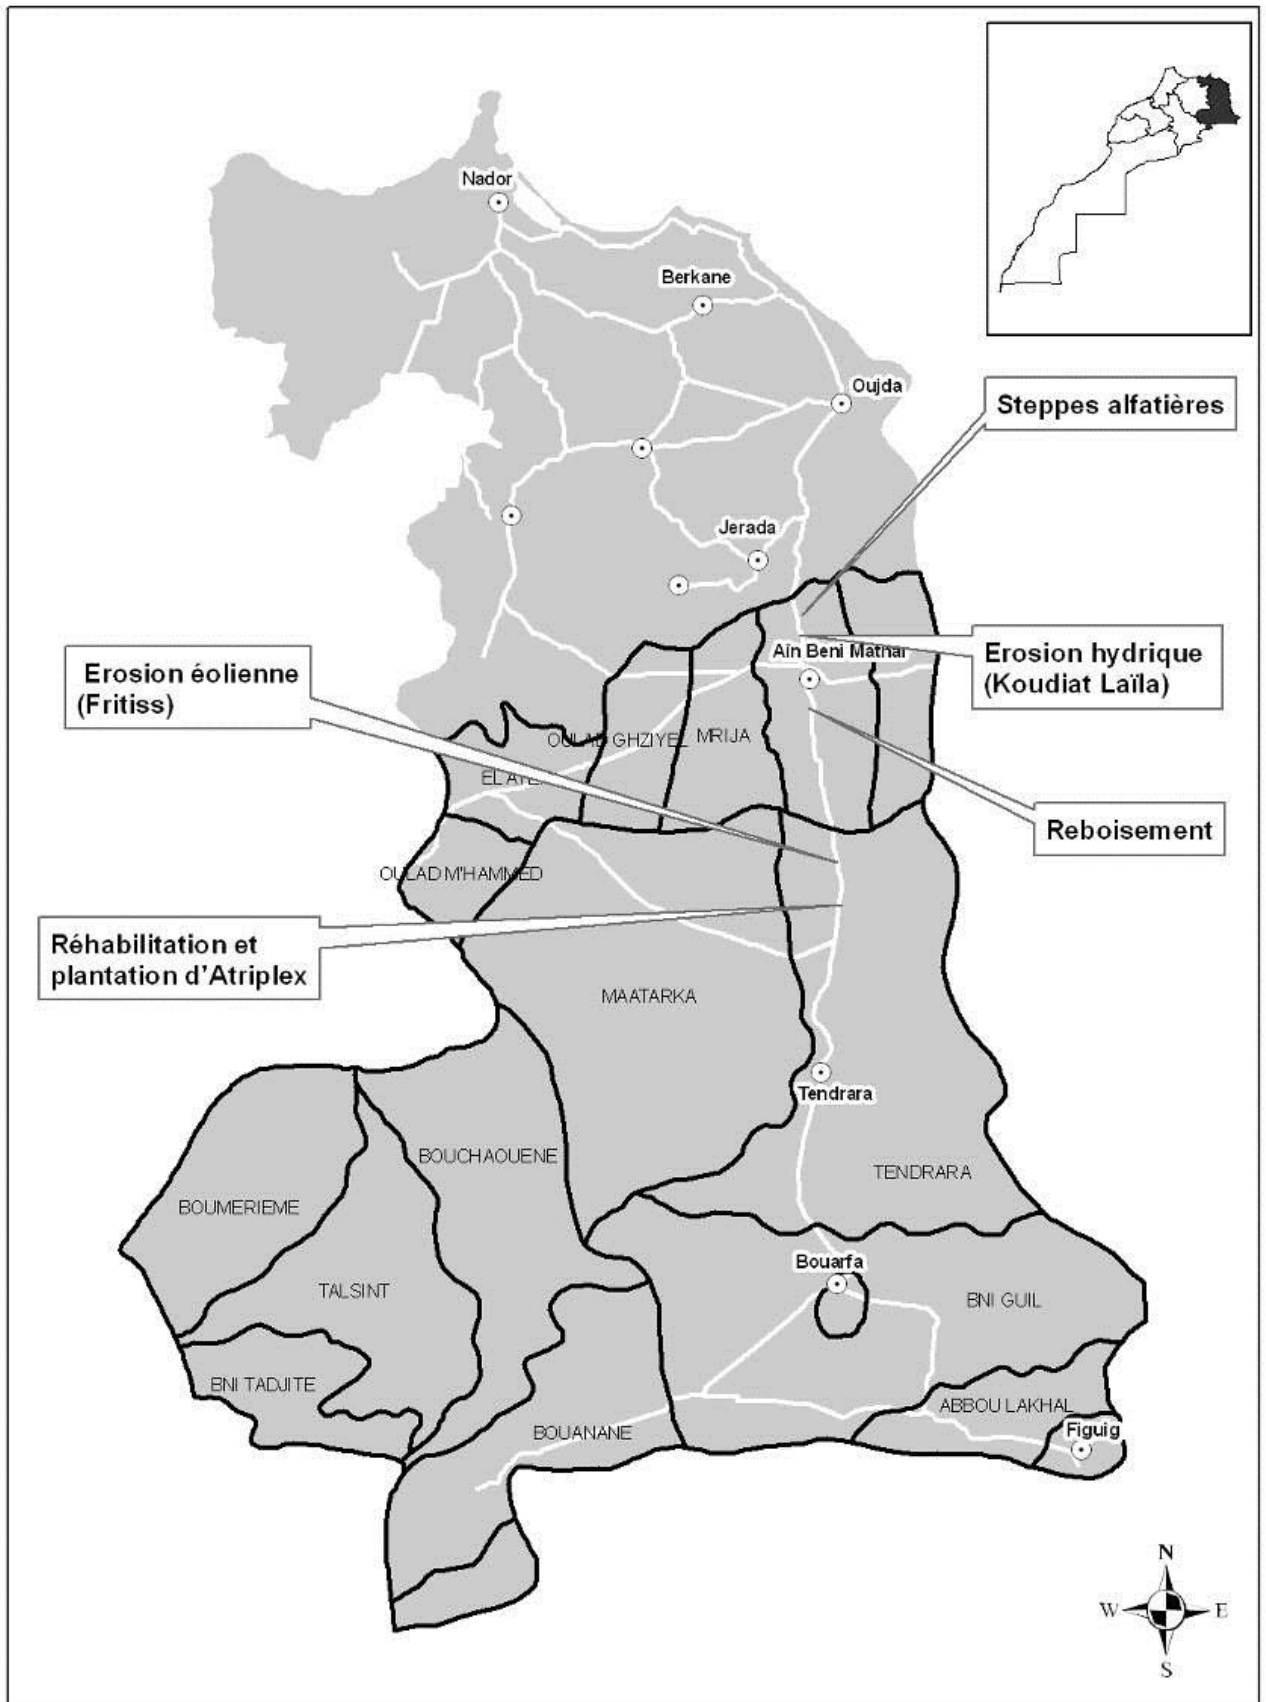 Nador
Berkane
Oujda
Steppes alfatières
Jerada
Erosion hydrique
(Koudiat Laïla)
Aïn Beni Mathar
Erosion éolienne
(Fritiss)
OULAD GHZIYEL
MRIJA
Reboisement
OULAD M'HAMMED
Réhabilitation et
plantation d'Atriplex
MAATARKA
Tendrara
BOUCHAOUENE
TENDRARA
BOUMERIEME
Bouarfa
TALSINT
BNI GUIL
BNI TADJITE
ABBOU LAKHAL
BOUANANE
Figuig
N
W
E
S